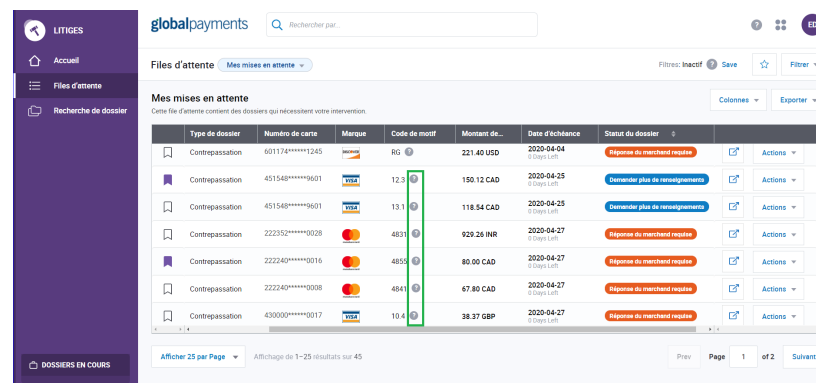 LITIGES
globalpayments
Rechercher par...
ED
Accueil
Files d'attente
Recherche de dossier
Files d'attente Mes mises en attente
Filtres: Inactif ? Save Filtrer
Mes mises en attente
Cette file d'attente contient des dossiers qui nécessitent votre intervention.
Colonnes Exporter
Type de dossier Numéro de carte Marque Code de motif Montant de... Date d'échéance Statut du dossier
Contrepassation 601174******1245 DISCOVER RG ? 221.40 USD 2020-04-04 Réponse du marchand requise Actions
0 Days Left
Contrepassation 451548******9601 VISA 12.3 ? 150.12 CAD 2020-04-25 Demander plus de renseignements Actions
0 Days Left
Contrepassation 451548******9601 VISA 13.1 ? 118.54 CAD 2020-04-25 Demander plus de renseignements Actions
0 Days Left
Contrepassation 222352******0028 4831 ? 929.26 INR 2020-04-27 Réponse du marchand requise Actions
0 Days Left
Contrepassation 222240******0016 4855 ? 80.00 CAD 2020-04-27 Réponse du marchand requise Actions
0 Days Left
Contrepassation 222240******0008 4841 ? 67.80 CAD 2020-04-27 Réponse du marchand requise Actions
0 Days Left
Contrepassation 430000******0017 VISA 10.4 ? 38.37 GBP 2020-04-27 Réponse du marchand requise Actions
0 Days Left
Afficher 25 par Page Affichage de 1–25 résultats sur 45
Prev Page 1 of 2 Suivant
DOSSIERS EN COURS